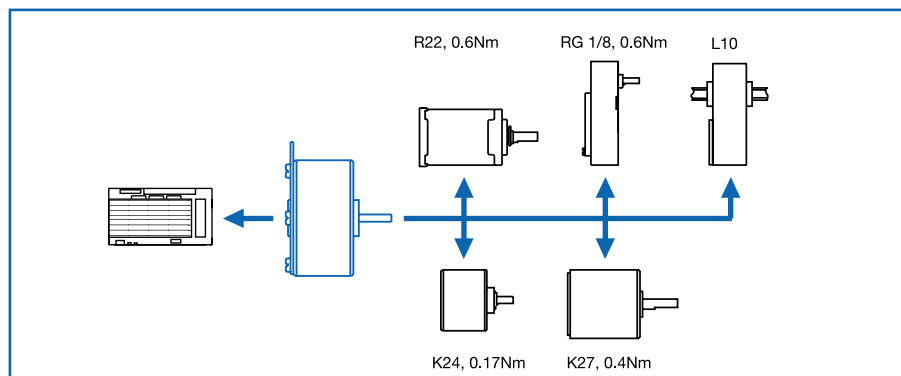 R22, 0.6Nm
RG 1/8, 0.6Nm
L10
K24, 0.17Nm
K27, 0.4Nm